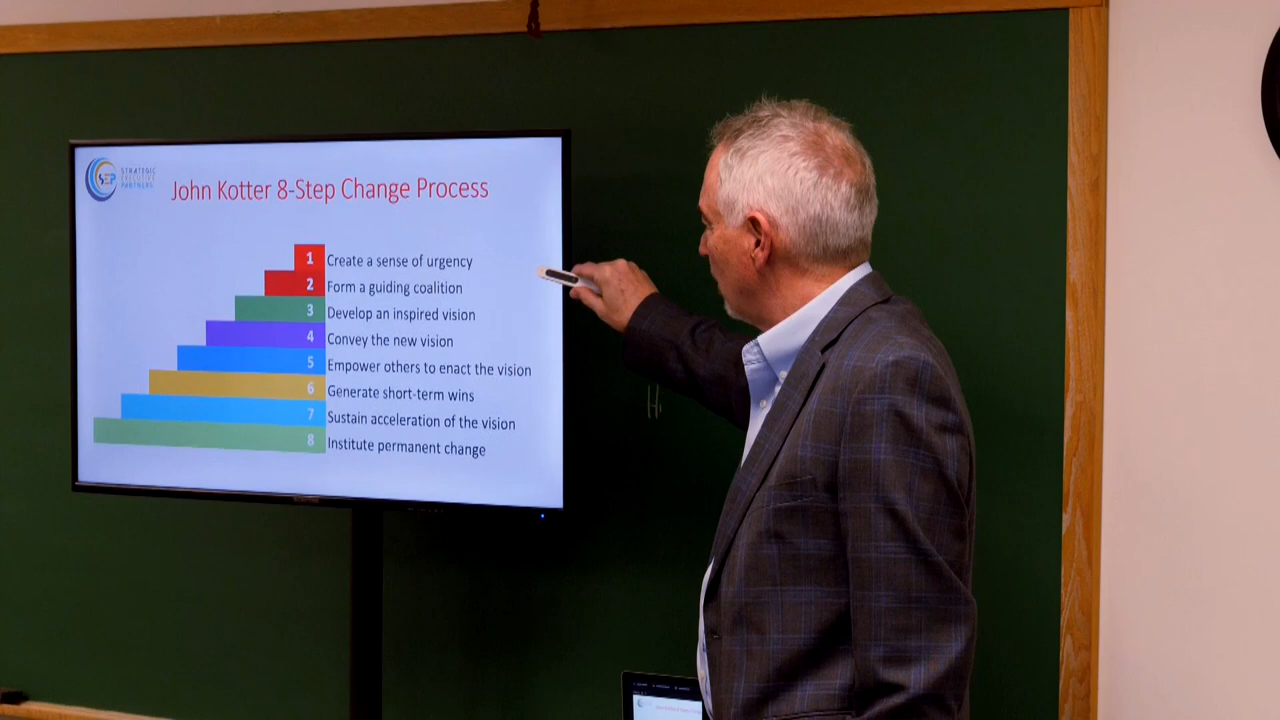 STRATEGIC
EXECUTIVE
PARTNERS
SEP
John Kotter 8-Step Change Process
1 Create a sense of urgency
2 Form a guiding coalition
3 Develop an inspired vision
4 Convey the new vision
5 Empower others to enact the vision
6 Generate short-term wins
7 Sustain acceleration of the vision
8 Institute permanent change